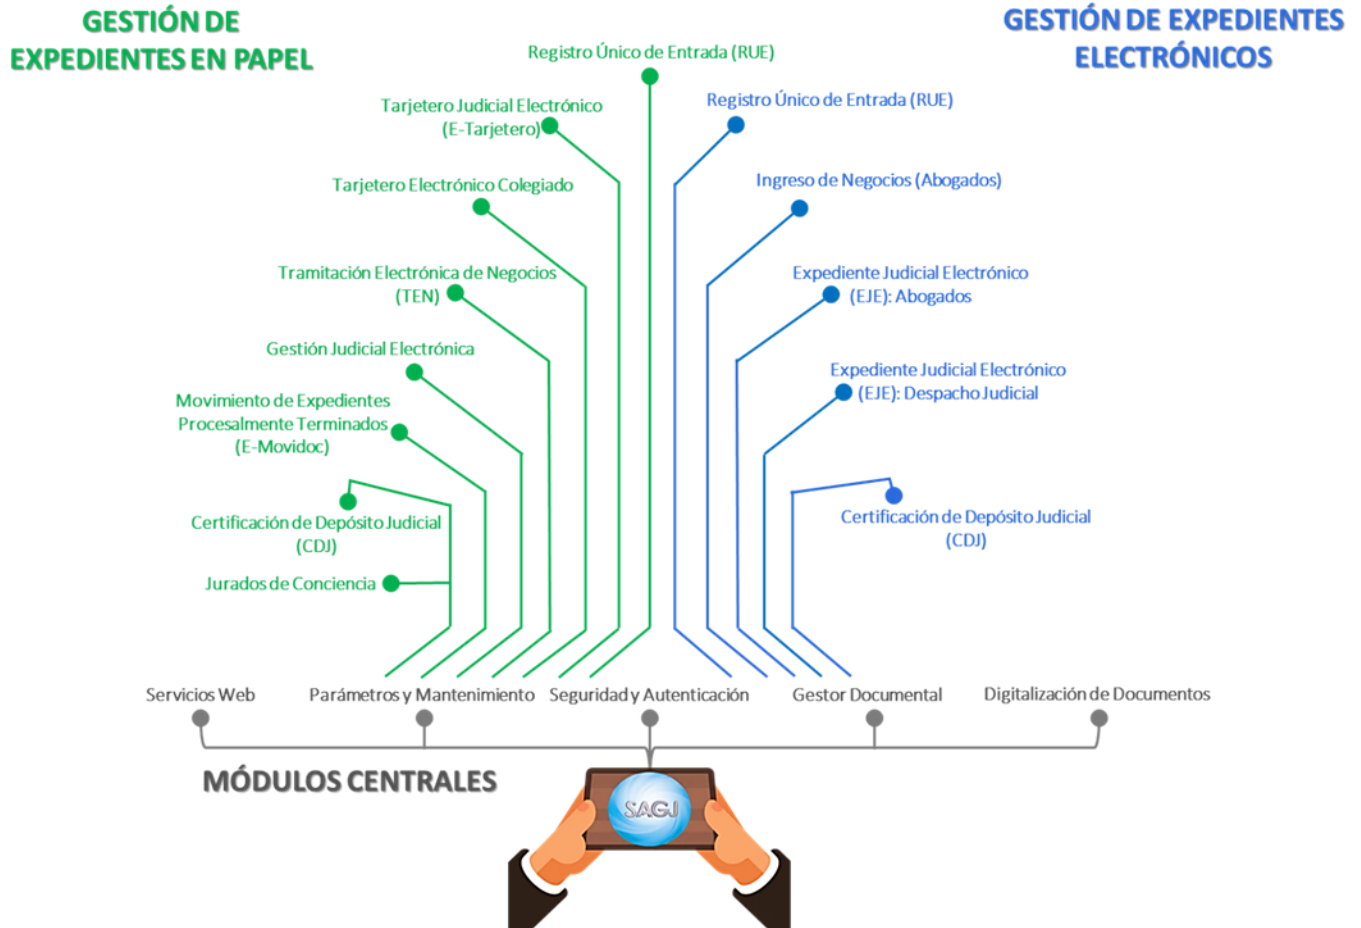 GESTIÓN DE
EXPEDIENTES EN PAPEL
GESTIÓN DE EXPEDIENTES
ELECTRÓNICOS
Registro Único de Entrada (RUE)
Tarjetero Judicial Electrónico
(E-Tarjetero)
Tarjetero Electrónico Colegiado
Tramitación Electrónica de Negocios
(TEN)
Gestión Judicial Electrónica
Movimiento de Expedientes
Procesalmente Terminados
(E-Movidoc)
Certificación de Depósito Judicial
(CDJ)
Jurados de Conciencia
Registro Único de Entrada (RUE)
Ingreso de Negocios (Abogados)
Expediente Judicial Electrónico
(EJE): Abogados
Expediente Judicial Electrónico
(EJE): Despacho Judicial
Certificación de Depósito Judicial
(CDJ)
Servicios Web
Parámetros y Mantenimiento
Seguridad y Autenticación
Gestor Documental
Digitalización de Documentos
MÓDULOS CENTRALES
SAGJ